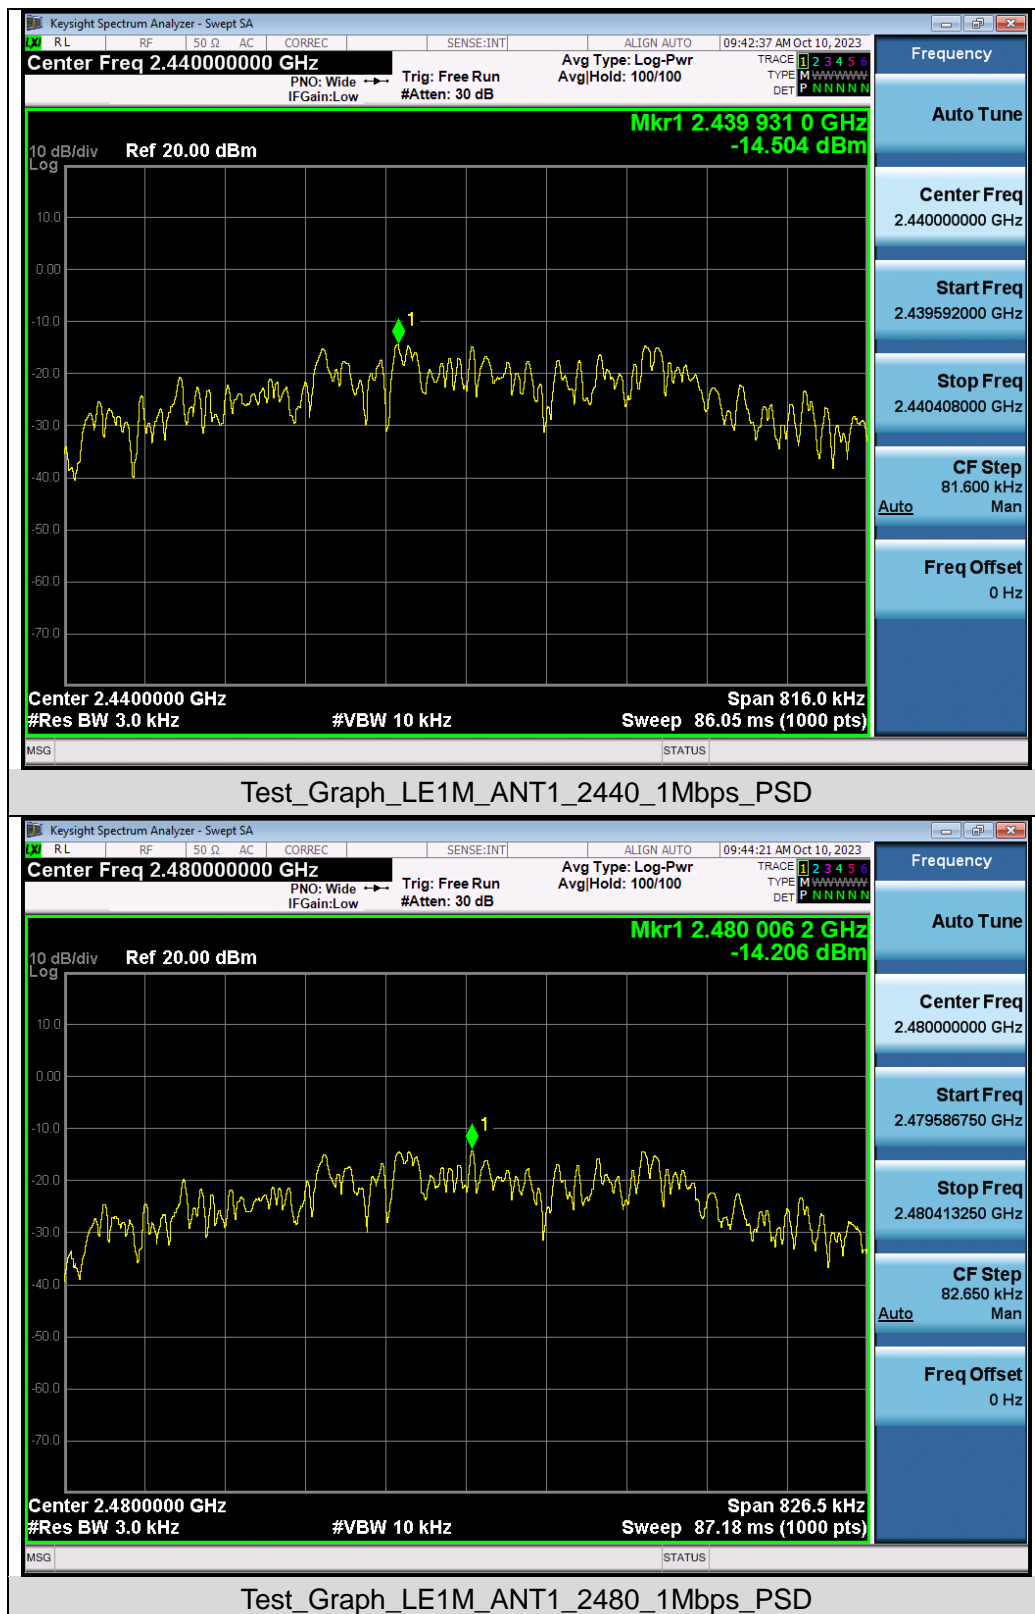 Keysight Spectrum Analyzer - Swept SA
LXI RL RF 50 Ω AC CORREC SENSE:INT ALIGN AUTO 09:42:37 AM Oct 10, 2023
Center Freq 2.440000000 GHz
PNO: Wide
IFGain:Low
Trig: Free Run
#Atten: 30 dB
Avg Type: Log-Pwr
Avg|Hold: 100/100
TRACE 1 2 3 4 5 6
TYPE M WWWWW
DET P N N N N N
Mkr1 2.439 931 0 GHz
-14.504 dBm
10 dB/div Ref 20.00 dBm
Log
10.0
0.00
-10.0
-20.0
-30.0
-40.0
-50.0
-60.0
-70.0
1
Center 2.4400000 GHz Span 816.0 kHz
#Res BW 3.0 kHz #VBW 10 kHz Sweep 86.05 ms (1000 pts)
MSG STATUS
Frequency
Auto Tune
Center Freq
2.440000000 GHz
Start Freq
2.439592000 GHz
Stop Freq
2.440408000 GHz
CF Step
81.600 kHz
Auto Man
Freq Offset
0 Hz
Test_Graph_LE1M_ANT1_2440_1Mbps_PSD
Keysight Spectrum Analyzer - Swept SA
LXI RL RF 50 Ω AC CORREC SENSE:INT ALIGN AUTO 09:44:21 AM Oct 10, 2023
Center Freq 2.480000000 GHz
PNO: Wide
IFGain:Low
Trig: Free Run
#Atten: 30 dB
Avg Type: Log-Pwr
Avg|Hold: 100/100
TRACE 1 2 3 4 5 6
TYPE M WWWWW
DET P N N N N N
Mkr1 2.480 006 2 GHz
-14.206 dBm
10 dB/div Ref 20.00 dBm
Log
10.0
0.00
-10.0
-20.0
-30.0
-40.0
-50.0
-60.0
-70.0
1
Center 2.4800000 GHz Span 826.5 kHz
#Res BW 3.0 kHz #VBW 10 kHz Sweep 87.18 ms (1000 pts)
MSG STATUS
Frequency
Auto Tune
Center Freq
2.480000000 GHz
Start Freq
2.479586750 GHz
Stop Freq
2.480413250 GHz
CF Step
82.650 kHz
Auto Man
Freq Offset
0 Hz
Test_Graph_LE1M_ANT1_2480_1Mbps_PSD